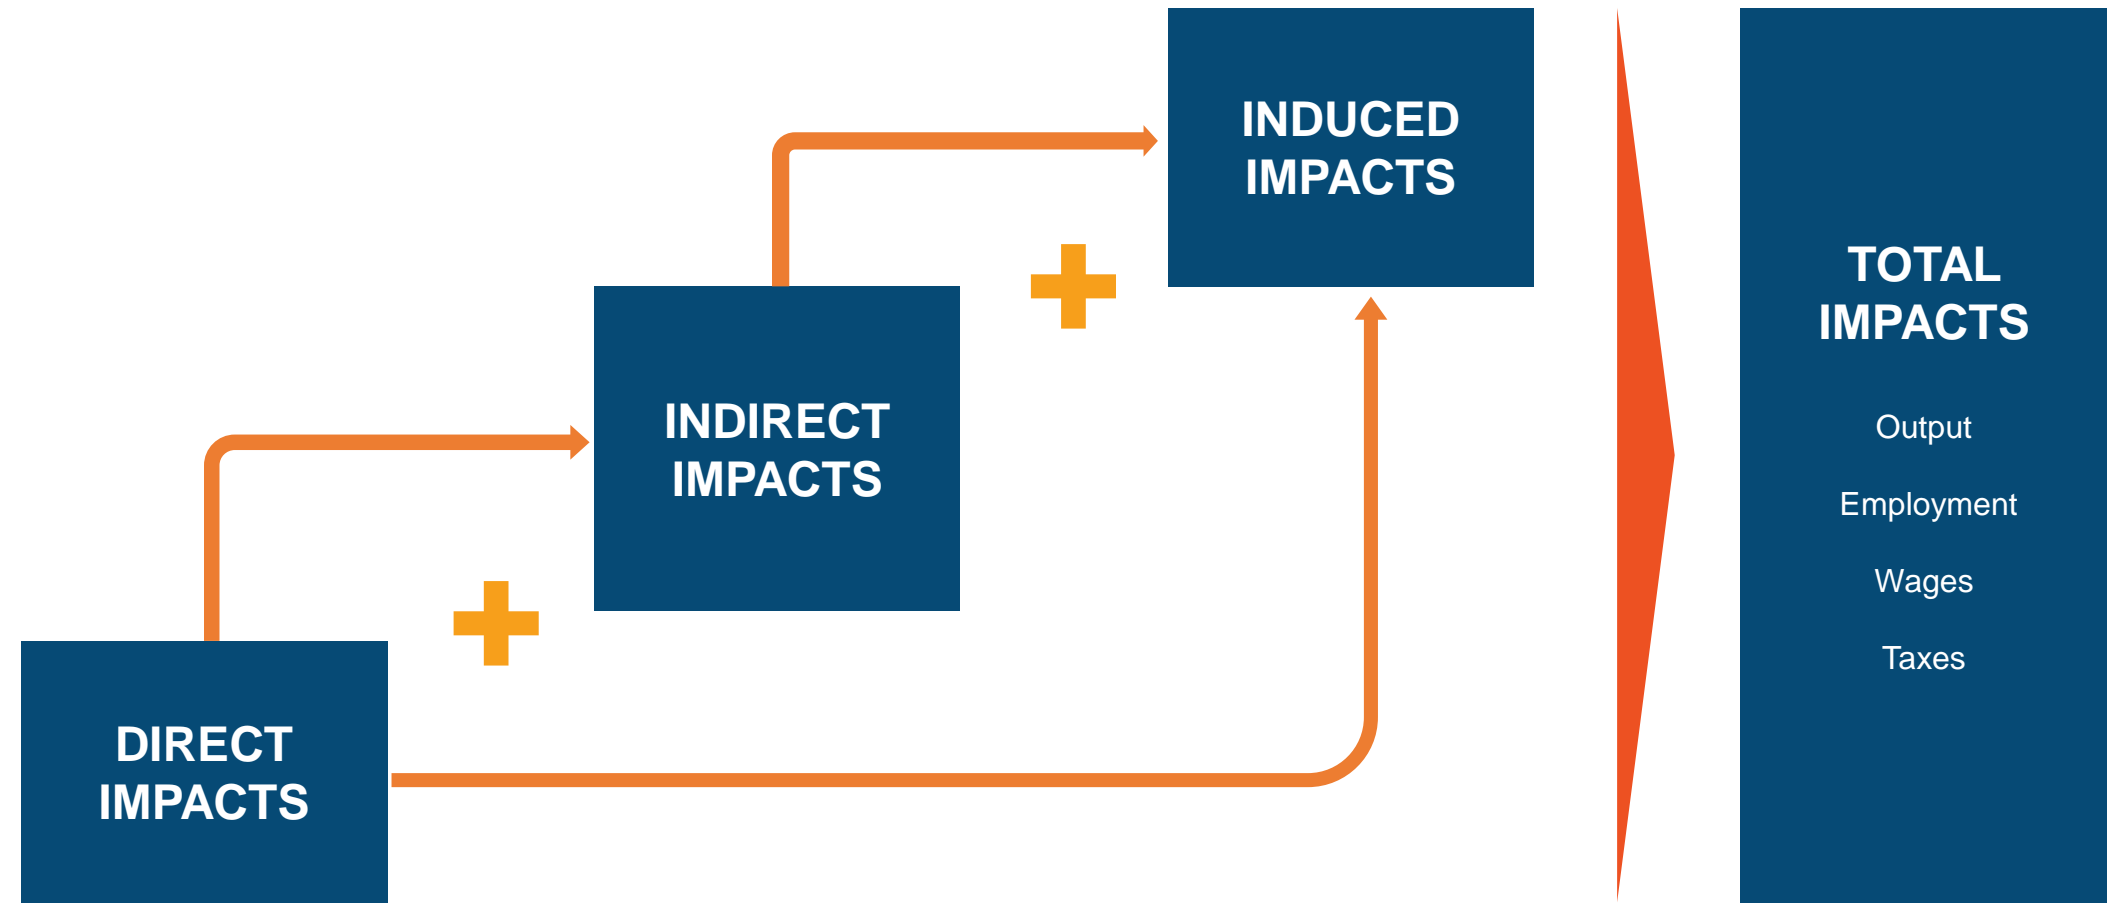 DIRECT
IMPACTS
INDIRECT
IMPACTS
INDUCED
IMPACTS
TOTAL
IMPACTS
Output
Employment
Wages
Taxes